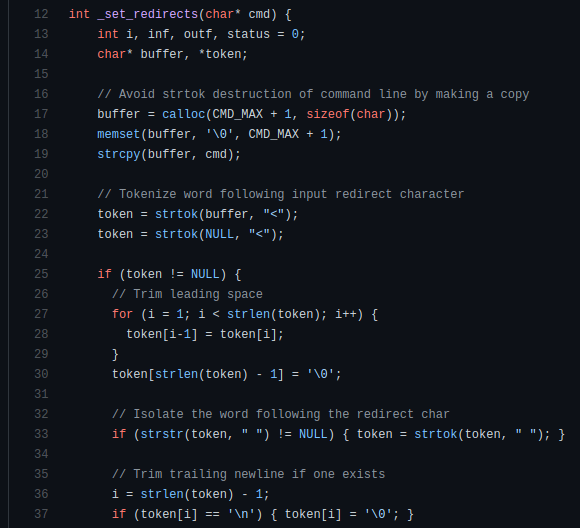 12 int _set_redirects(char* cmd) {
13 int i, inf, outf, status = 0;
14 char* buffer, *token;
15
16 // Avoid strtok destruction of command line by making a copy
17 buffer = calloc(CMD_MAX + 1, sizeof(char));
18 memset(buffer, '\0', CMD_MAX + 1);
19 strcpy(buffer, cmd);
20
21 // Tokenize word following input redirect character
22 token = strtok(buffer, "<");
23 token = strtok(NULL, "<");
24
25 if (token != NULL) {
26 // Trim leading space
27 for (i = 1; i < strlen(token); i++) {
28 token[i-1] = token[i];
29 }
30 token[strlen(token) - 1] = '\0';
31
32 // Isolate the word following the redirect char
33 if (strstr(token, " ") != NULL) { token = strtok(token, " "); }
34
35 // Trim trailing newline if one exists
36 i = strlen(token) - 1;
37 if (token[i] == '\n') { token[i] = '\0'; }